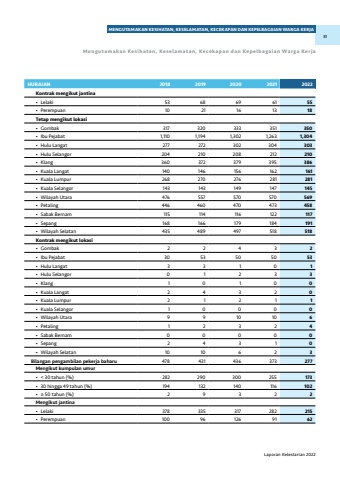 MENGUTAMAKAN KESIHATAN, KESELAMATAN, KECEKAPAN DAN KEPELBAGAIAN WARGA KERJA
Mengutamakan Kesihatan, Keselamatan, Kecekapan dan Kepelbagaian Warga Kerja
HURAIAN 2018 2019 2020 2021 2022
Kontrak mengikut jantina
• Lelaki 53 68 69 61 55
• Perempuan 10 21 16 13 18
Tetap mengikut lokasi
• Gombak 317 320 333 351 350
• Ibu Pejabat 1,110 1,194 1,302 1,263 1,304
• Hulu Langat 277 272 302 304 303
• Hulu Selangor 204 210 208 212 210
• Klang 360 372 379 395 386
• Kuala Langat 140 146 156 162 161
• Kuala Lumpur 268 270 276 281 281
• Kuala Selangor 143 143 149 147 145
• Wilayah Utara 476 557 570 570 569
• Petaling 446 460 470 473 458
• Sabak Bernam 115 114 116 122 117
• Sepang 148 166 179 184 191
• Wilayah Selatan 435 489 497 518 518
Kontrak mengikut lokasi
• Gombak 2 2 4 3 2
• Ibu Pejabat 30 53 50 50 53
• Hulu Langat 3 3 1 0 1
• Hulu Selangor 0 1 2 3 3
• Klang 1 0 1 0 0
• Kuala Langat 2 4 3 2 0
• Kuala Lumpur 2 1 2 1 1
• Kuala Selangor 1 0 0 0 0
• Wilayah Utara 9 9 10 10 6
• Petaling 1 2 3 2 4
• Sabak Bernam 0 0 0 0 0
• Sepang 2 4 3 1 0
• Wilayah Selatan 10 10 6 2 3
Bilangan pengambilan pekerja baharu 478 431 436 373 277
Mengikut kumpulan umur
• < 30 tahun (%) 282 290 300 255 173
• 30 hingga 49 tahun (%) 194 132 140 116 102
• ≥ 50 tahun (%) 2 9 3 2 2
Mengikut jantina
• Lelaki 378 335 317 282 215
• Perempuan 100 96 126 91 62
Laporan Kelestarian 2022